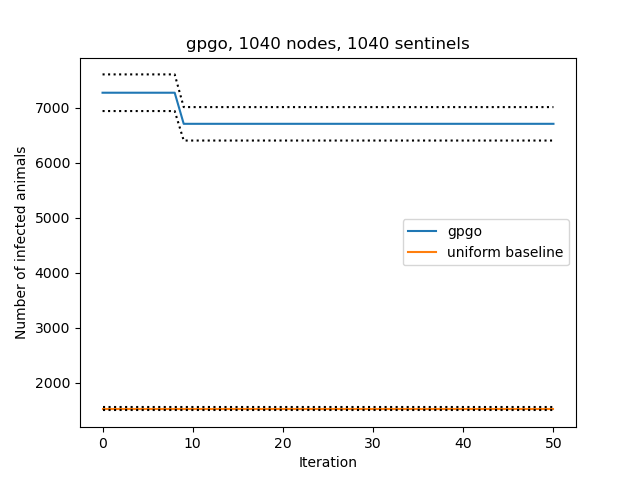 gpgo, 1040 nodes, 1040 sentinels
7000
6000
5000
4000
3000
2000
Number of infected animals
gpgo
uniform baseline
0 10 20 30 40 50
Iteration